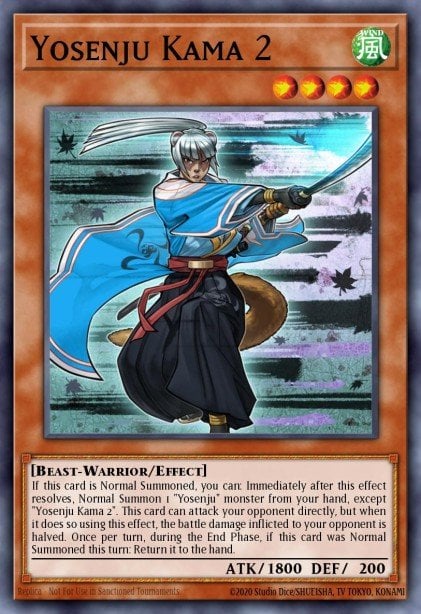 Yosenju Kama 2
WIND
風
[Beast-Warrior/Effect]
If this card is Normal Summoned, you can: Immediately after this effect
resolves, Normal Summon 1 "Yosenju" monster from your hand, except
"Yosenju Kama 2". This card can attack your opponent directly, but when
it does so using this effect, the battle damage inflicted to your opponent is
halved. Once per turn, during the End Phase, if this card was Normal
Summoned this turn: Return it to the hand.
ATK/1800 DEF/ 200
Replica - Not For Use in Sanctioned Tournaments
©2020 Studio Dice/SHUEISHA, TV TOKYO, KONAMI